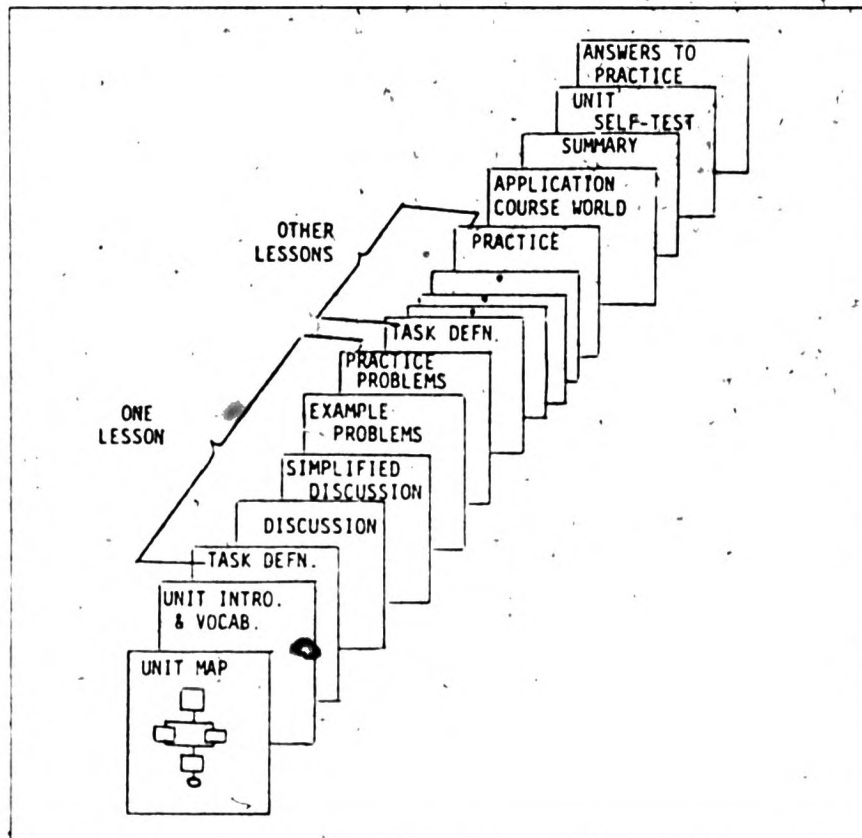 ANSWERS TO
PRACTICE
UNIT
SELF-TEST
SUMMARY
APPLICATION
COURSE WORLD
OTHER
LESSONS
PRACTICE
TASK DEFN.
PRACTICE
PROBLEMS
ONE
LESSON
EXAMPLE
PROBLEMS
SIMPLIFIED
DISCUSSION
DISCUSSION
TASK DEFN.
UNIT INTRO.
& VOCAB.
UNIT MAP